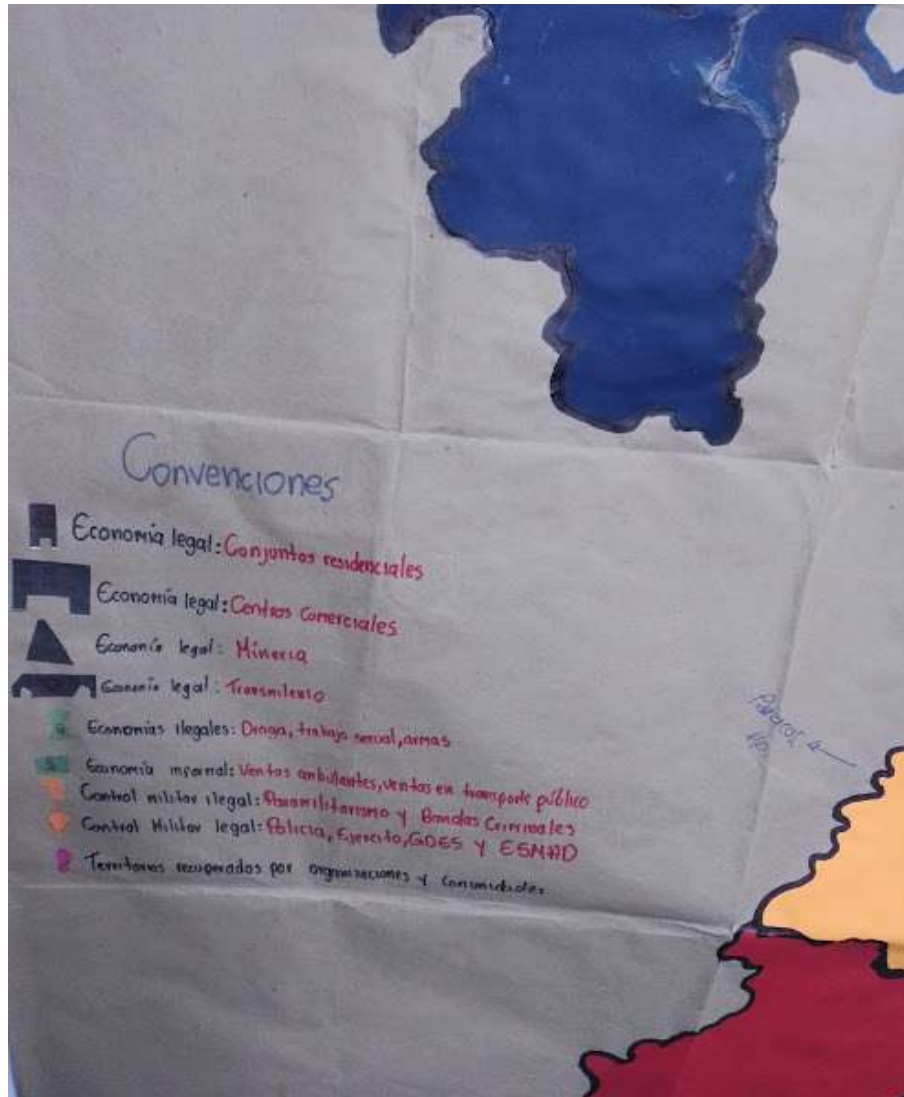 Convenciones
Economía legal: Conjuntos residenciales
Economía legal: Centros Comerciales
Economía legal: Minería
Economía legal: Transmilenio
Economías ilegales: Droga, trabajo sexual, armas
Economía informal: Ventas ambulantes, ventas en transporte público
Control militar ilegal: Paramilitarismo y Bandas Criminales
Control Militar legal: Policía, Ejército, GOES Y ESMAD
Territorios recuperados por organizaciones y comunidades